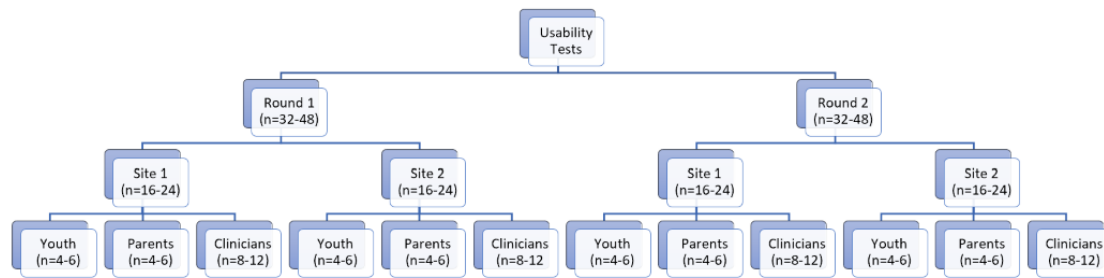 Usability
Tests
Round 1
(n=32-48)
Round 2
(n=32-48)
Site 1
(n=16-24)
Site 2
(n=16-24)
Site 1
(n=16-24)
Site 2
(n=16-24)
Youth
(n=4-6)
Parents
(n=4-6)
Clinicians
(n=8-12)
Youth
(n=4-6)
Parents
(n=4-6)
Clinicians
(n=8-12
Youth
(n=4-6)
Parents
(n=4-6)
Clinicians
(n=8-12)
Youth
(n=4-6)
Parents
(n=4-6)
Clinicians
(n=8-12)